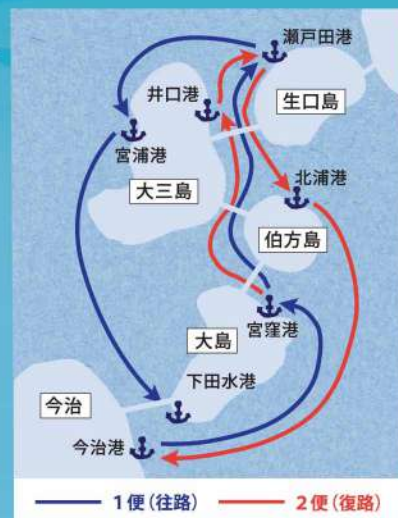 瀬戸田港
井口港
生口島
宮浦港
大三島
北浦港
伯方島
宮窪港
大島
下田水港
今治
今治港
1便(往路)
2便(復路)